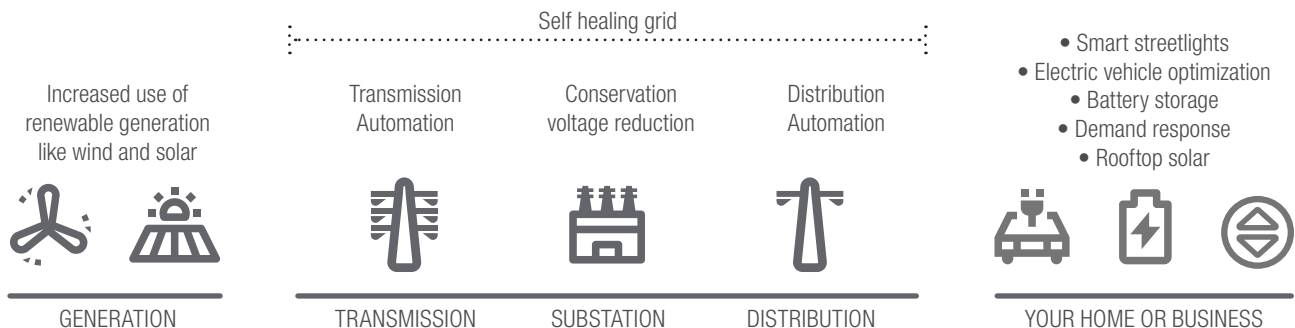 Self healing grid
Increased use of
renewable generation
like wind and solar
Transmission
Automation
Conservation
voltage reduction
Distribution
Automation
• Smart streetlights
• Electric vehicle optimization
• Battery storage
• Demand response
• Rooftop solar
GENERATION
TRANSMISSION
SUBSTATION
DISTRIBUTION
YOUR HOME OR BUSINESS